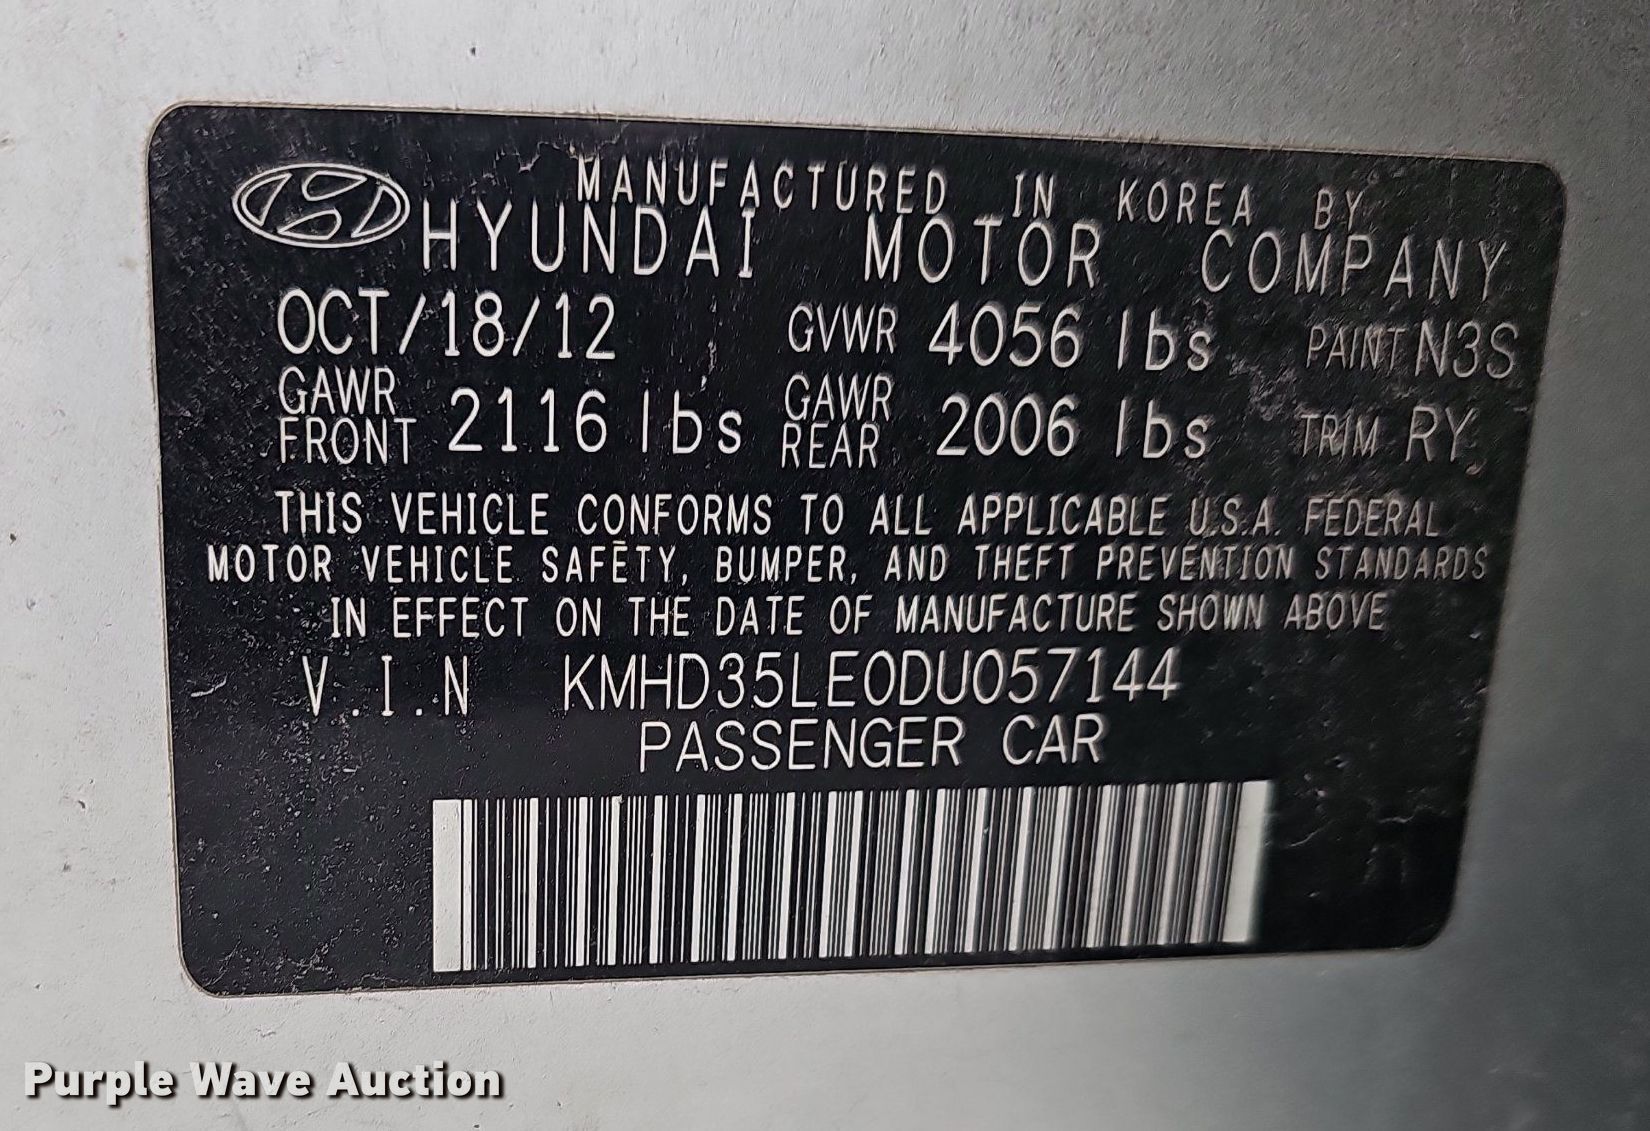 MANUFACTURED IN KOREA BY
HYUNDAI MOTOR COMPANY
OCT/18/12 GVWR 4056 lbs PAINT N3S
GAWR FRONT 2116 lbs GAWR REAR 2006 lbs TRIM RY
THIS VEHICLE CONFORMS TO ALL APPLICABLE U.S.A. FEDERAL
MOTOR VEHICLE SAFETY, BUMPER, AND THEFT PREVENTION STANDARDS
IN EFFECT ON THE DATE OF MANUFACTURE SHOWN ABOVE
V.I.N KMHD35LE0DU057144
PASSENGER CAR
Purple Wave Auction